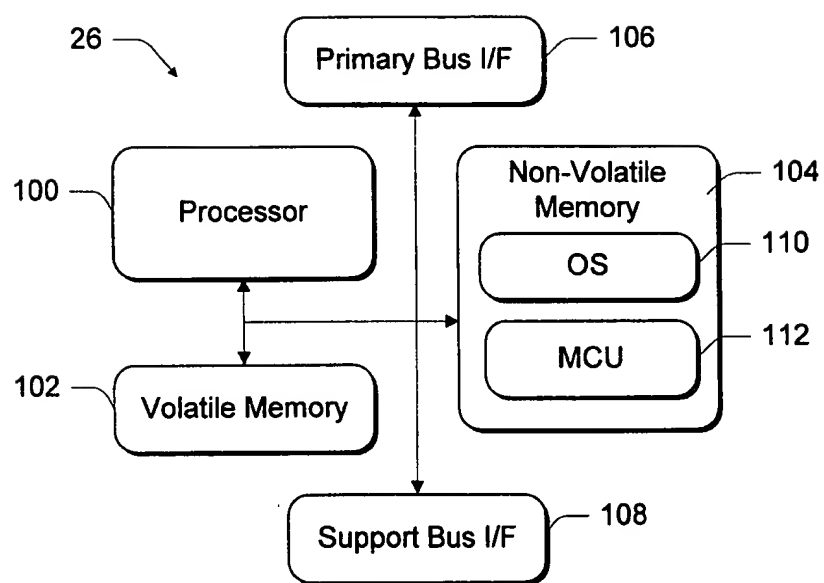 26
Primary Bus I/F
106
100
Processor
Non-Volatile
Memory
104
OS
110
MCU
112
102
Volatile Memory
Support Bus I/F
108